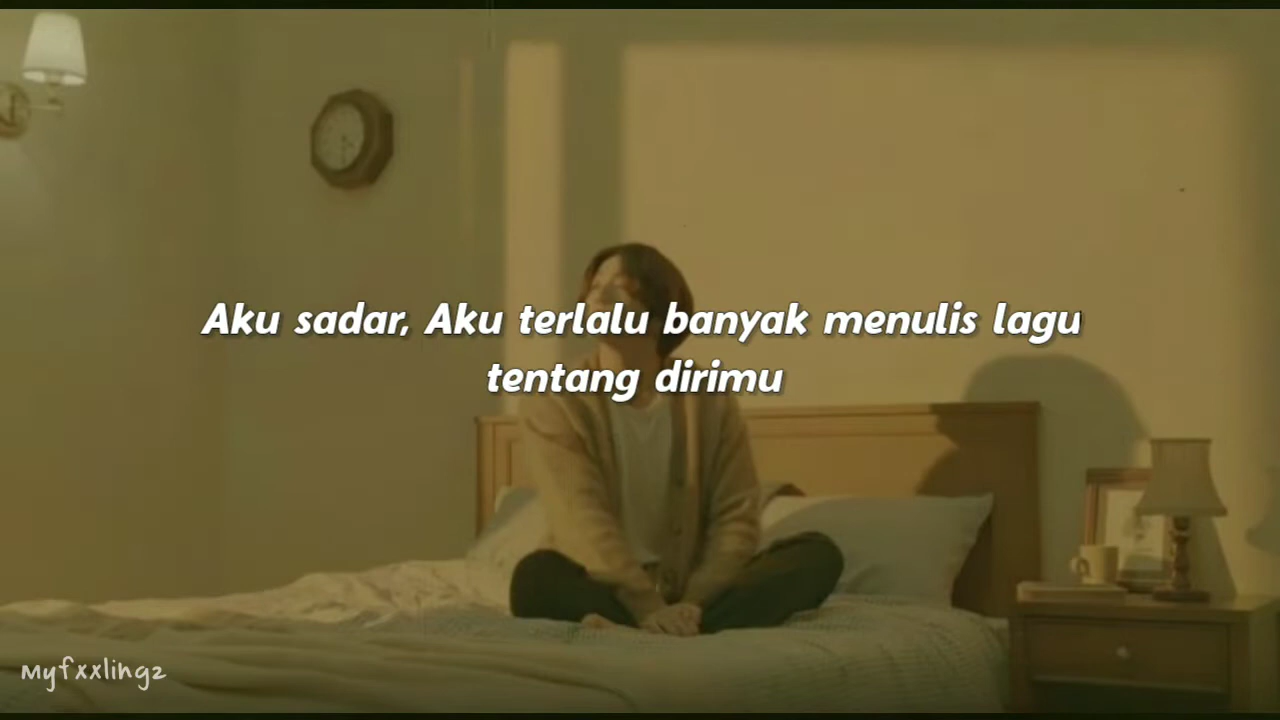 Aku sadar, Aku terlalu banyak menulis lagu
tentang dirimu
Myfxxlingz